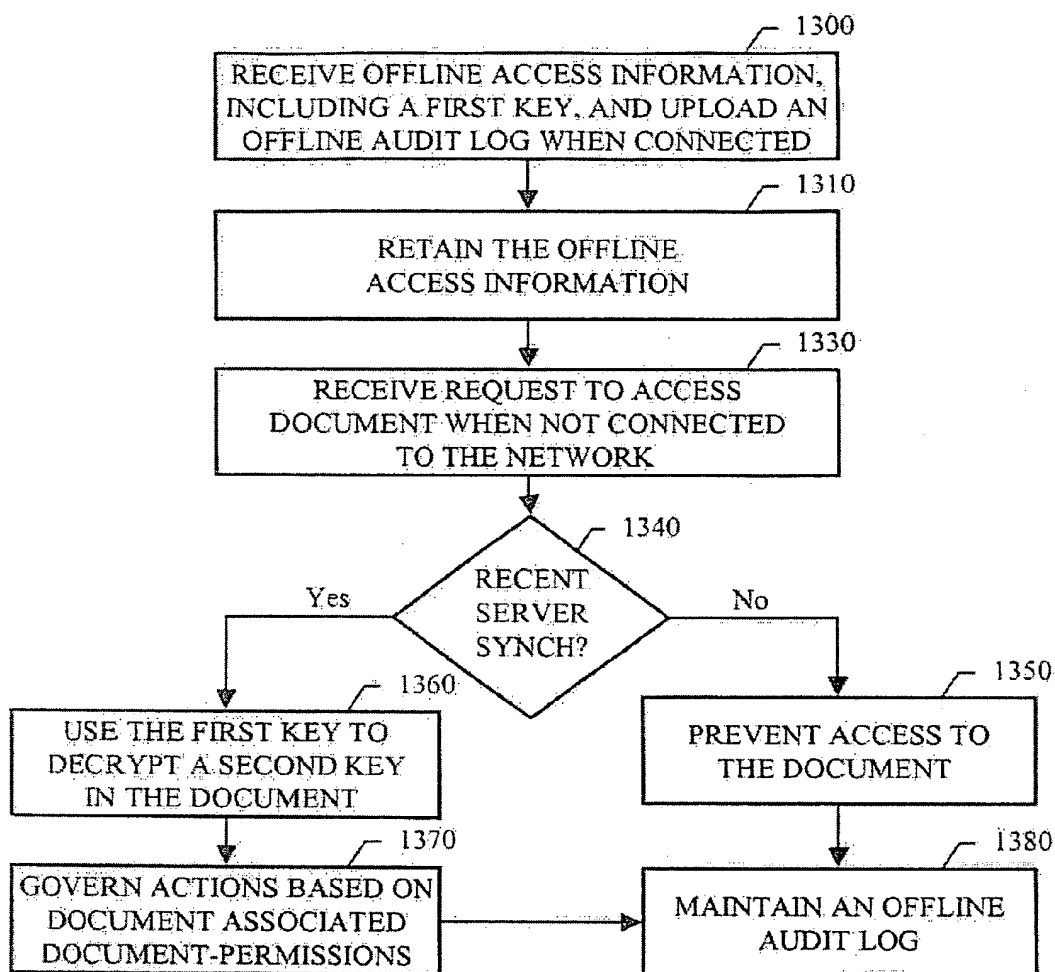 1300
RECEIVE OFFLINE ACCESS INFORMATION,
INCLUDING A FIRST KEY, AND UPLOAD AN
OFFLINE AUDIT LOG WHEN CONNECTED
1310
RETAIN THE OFFLINE
ACCESS INFORMATION
1330
RECEIVE REQUEST TO ACCESS
DOCUMENT WHEN NOT CONNECTED
TO THE NETWORK
1340
RECENT
SERVER
SYNCH?
Yes
No
1360
USE THE FIRST KEY TO
DECRYPT A SECOND KEY
IN THE DOCUMENT
1350
PREVENT ACCESS TO
THE DOCUMENT
1370
GOVERN ACTIONS BASED ON
DOCUMENT ASSOCIATED
DOCUMENT-PERMISSIONS
1380
MAINTAIN AN OFFLINE
AUDIT LOG